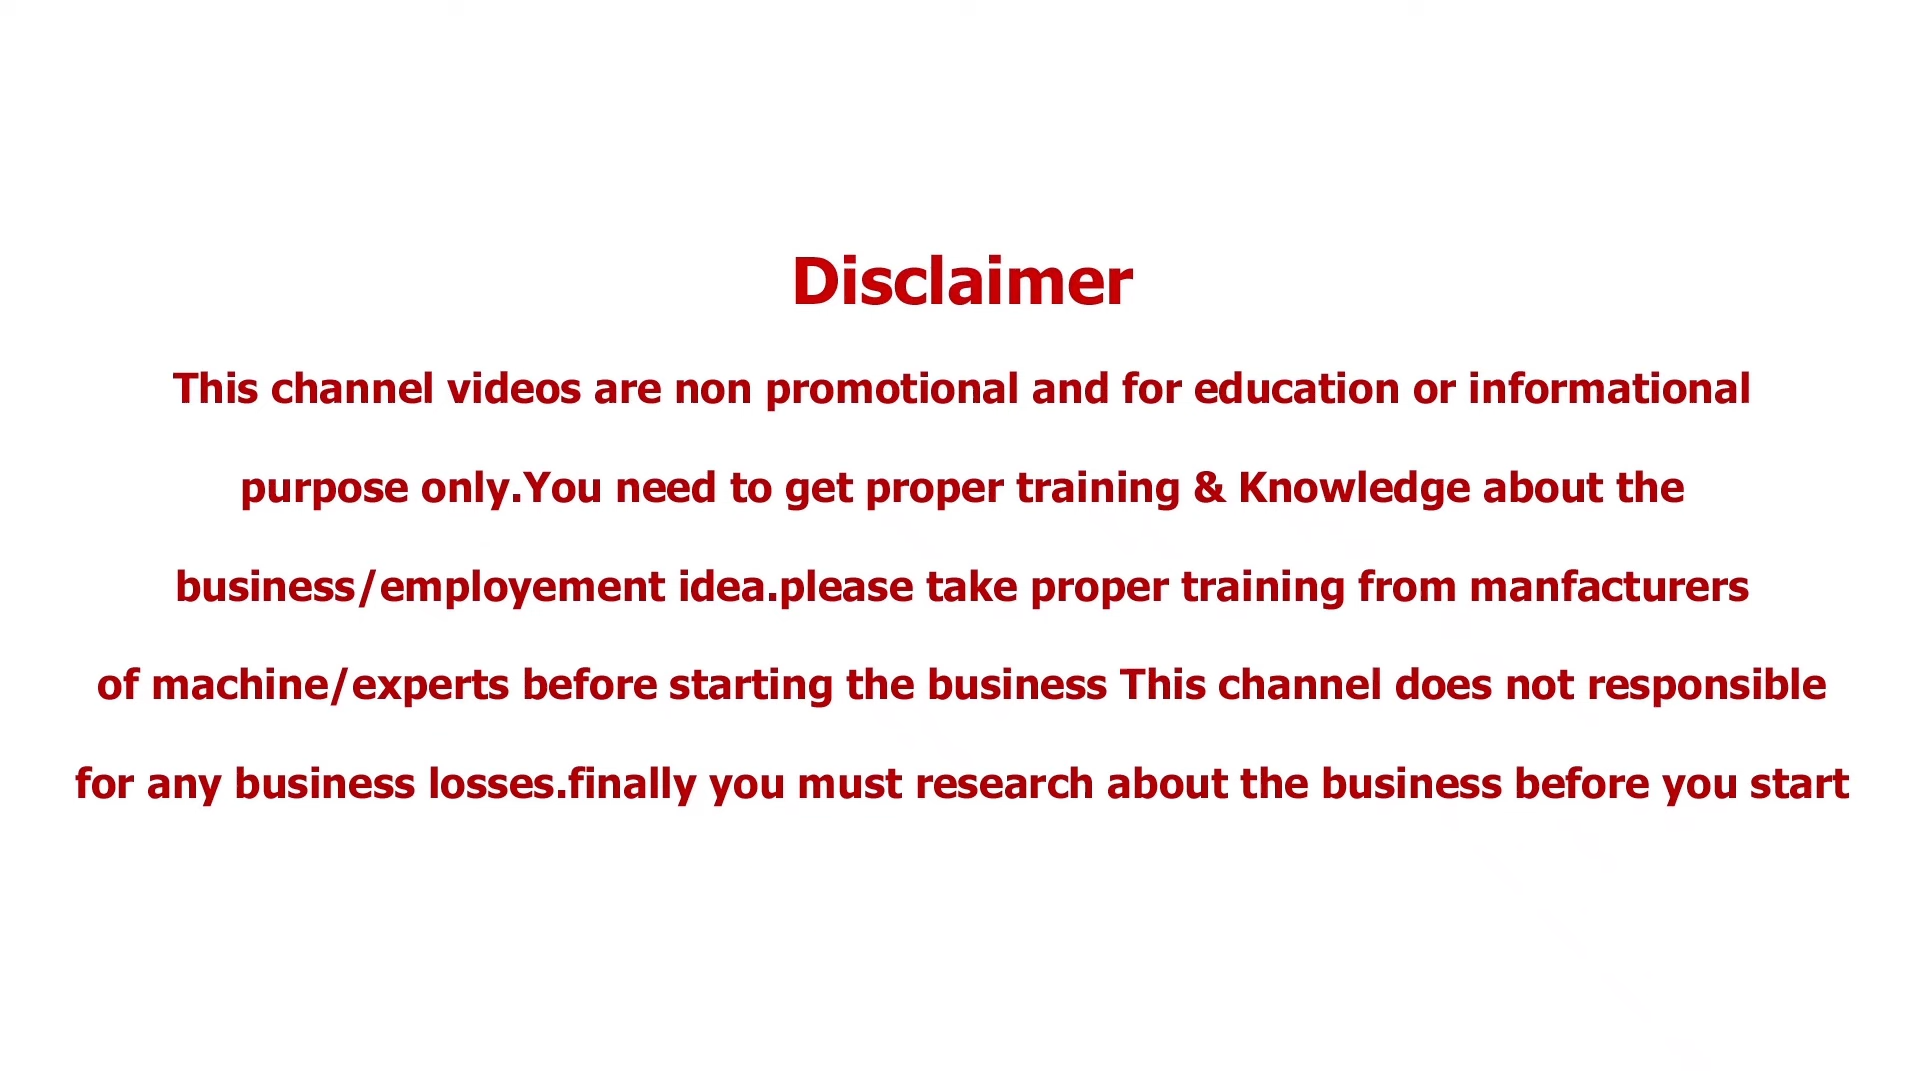 Disclaimer
This channel videos are non promotional and for education or informational
purpose only.You need to get proper training & Knowledge about the
business/employement idea.please take proper training from manfacturers
of machine/experts before starting the business This channel does not responsible
for any business losses.finally you must research about the business before you start